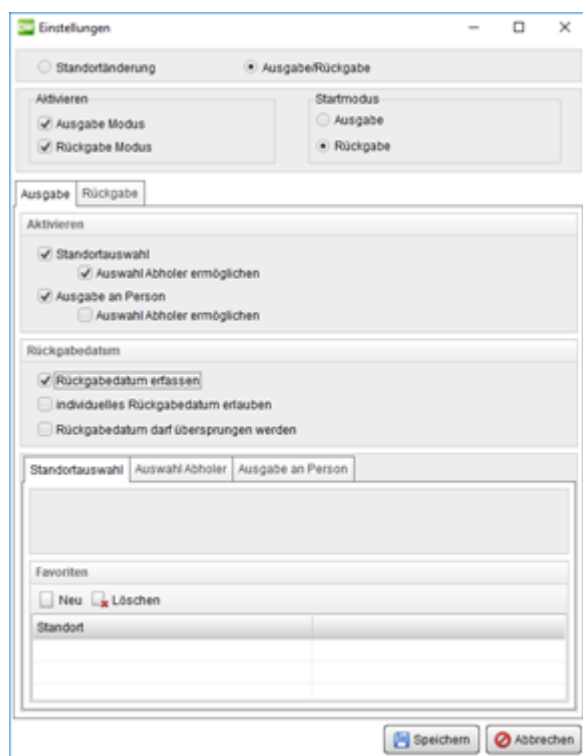 Einstellungen
Standortänderung Ausgabe/Rückgabe
Aktivieren Startmodus
Ausgabe Modus Ausgabe
Rückgabe Modus Rückgabe
Ausgabe Rückgabe
Aktivieren
Standortauswahl
Auswahl Abholer ermöglichen
Ausgabe an Person
Auswahl Abholer ermöglichen
Rückgabedatum
Rückgabedatum erfassen
individuelles Rückgabedatum erlauben
Rückgabedatum darf übersprungen werden
Standortauswahl Auswahl Abholer Ausgabe an Person
Favoriten
Neu Löschen
Standort
Speichern Abbrechen